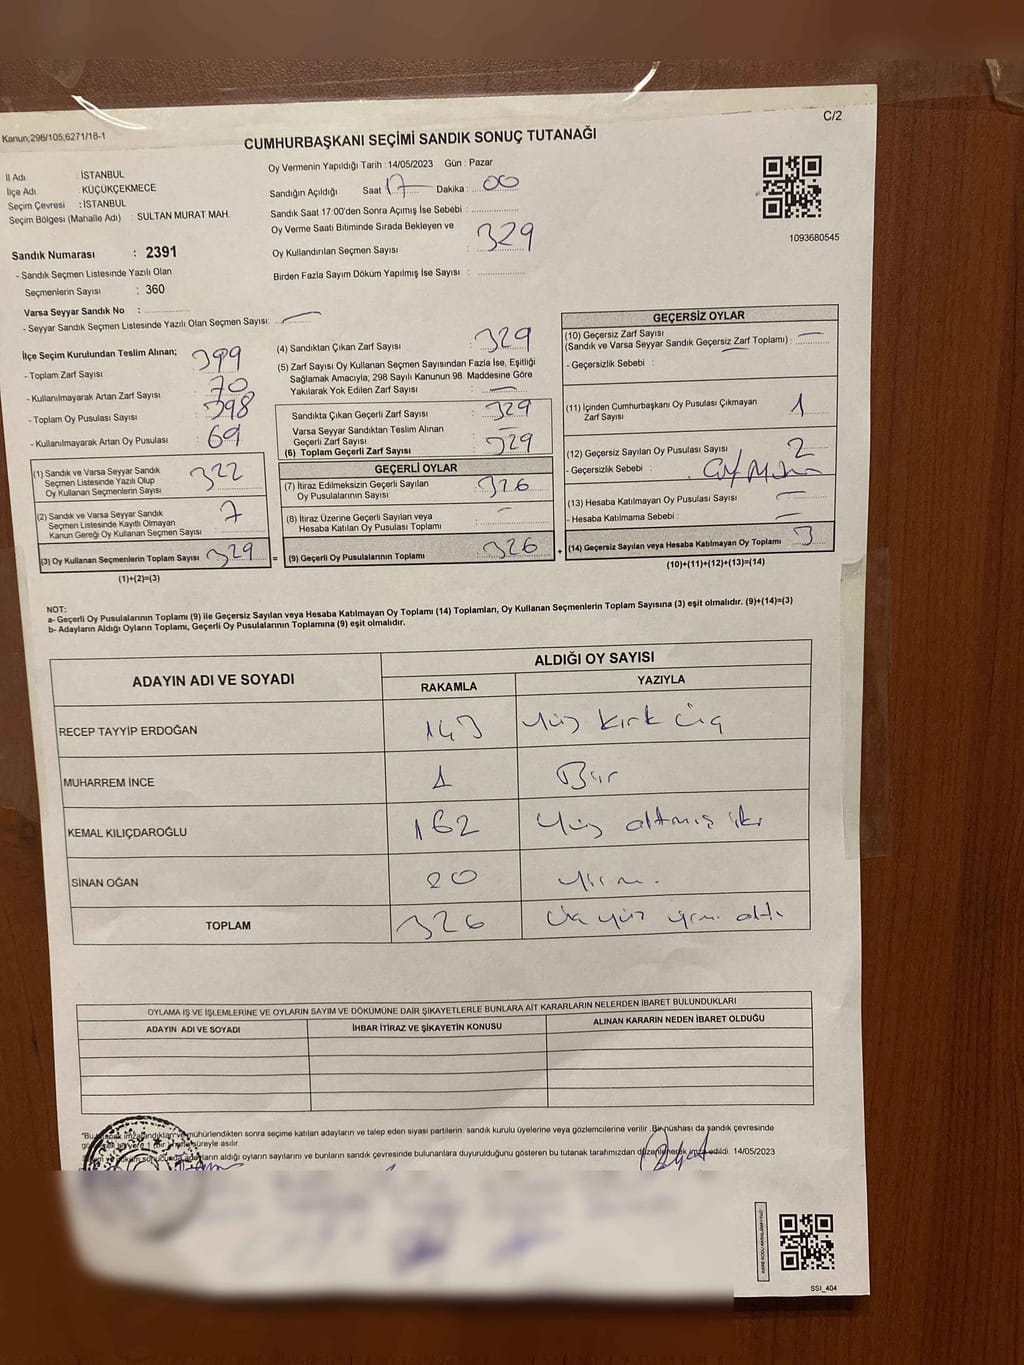 C/2
Kanun;298/105,6271/18-1
CUMHURBAŞKANI SEÇİMİ SANDIK SONUÇ TUTANAĞI
İl Adı : İSTANBUL
İlçe Adı : KÜÇÜKÇEKMECE
Seçim Çevresi : İSTANBUL
Seçim Bölgesi (Mahalle Adı) : SULTAN MURAT MAH.
Sandık Numarası : 2391
- Sandık Seçmen Listesinde Yazılı Olan
Seçmenlerin Sayısı : 360
Varsa Seyyar Sandık No :
- Seyyar Sandık Seçmen Listesinde Yazılı Olan Seçmen Sayısı: —
Oy Vermenin Yapıldığı Tarih : 14/05/2023 Gün : Pazar
Sandığın Açıldığı Saat 17 Dakika : 00
Sandık Saat 17:00'den Sonra Açımış İse Sebebi :
Oy Verme Saati Bitiminde Sırada Bekleyen ve
Oy Kullandırılan Seçmen Sayısı : 329
Birden Fazla Sayım Döküm Yapılmış İse Sayısı :
1093680545
İlçe Seçim Kurulundan Teslim Alınan;
- Toplam Zarf Sayısı 399
- Kullanılmayarak Artan Zarf Sayısı 70
- Toplam Oy Pusulası Sayısı 398
- Kullanılmayarak Artan Oy Pusulası 69
(1) Sandık ve Varsa Seyyar Sandık
Seçmen Listesinde Yazılı Olup
Oy Kullanan Seçmenlerin Sayısı 322
(2) Sandık ve Varsa Seyyar Sandık
Seçmen Listesinde Kayıtlı Olmayan
Kanun Gereği Oy Kullanan Seçmen Sayısı : 7
(3) Oy Kullanan Seçmenlerin Toplam Sayısı 329 =
(1)+(2)=(3)
(4) Sandıktan Çıkan Zarf Sayısı : 329
(5) Zarf Sayısı Oy Kullanan Seçmen Sayısından Fazla İse, Eşitliği
Sağlamak Amacıyla; 298 Sayılı Kanunun 98. Maddesine Göre
Yakılarak Yok Edilen Zarf Sayısı : —
Sandıkta Çıkan Geçerli Zarf Sayısı : 329
Varsa Seyyar Sandıktan Teslim Alınan
Geçerli Zarf Sayısı : —
(6) Toplam Geçerli Zarf Sayısı : 329
GEÇERLİ OYLAR
(7) İtiraz Edilmeksizin Geçerli Sayılan
Oy Pusulalarının Sayısı : 326
(8) İtiraz Üzerine Geçerli Sayılan veya
Hesaba Katılan Oy Pusulası Toplamı : —
(9) Geçerli Oy Pusulalarının Toplamı : 326 +
GEÇERSİZ OYLAR
(10) Geçersiz Zarf Sayısı
(Sandık ve Varsa Seyyar Sandık Geçersiz Zarf Toplamı) : —
- Geçersizlik Sebebi :
(11) İçinden Cumhurbaşkanı Oy Pusulası Çıkmayan
Zarf Sayısı : 1
(12) Geçersiz Sayılan Oy Pusulası Sayısı : 2
- Geçersizlik Sebebi :
(13) Hesaba Katılmayan Oy Pusulası Sayısı : —
- Hesaba Katılmama Sebebi : —
(14) Geçersiz Sayılan veya Hesaba Katılmayan Oy Toplamı : 3
(10)+(11)+(12)+(13)=(14)
NOT:
a- Geçerli Oy Pusulalarının Toplamı (9) ile Geçersiz Sayılan veya Hesaba Katılmayan Oy Toplamı (14) Toplamları, Oy Kullanan Seçmenlerin Toplam Sayısına (3) eşit olmalıdır. (9)+(14)=(3)
b- Adayların Aldığı Oyların Toplamı, Geçerli Oy Pusulalarının Toplamına (9) eşit olmalıdır.
ADAYIN ADI VE SOYADI
ALDIĞI OY SAYISI
RAKAMLA YAZIYLA
RECEP TAYYİP ERDOĞAN 143 Yüz kırk üç
MUHARREM İNCE 1 Bir
KEMAL KILIÇDAROĞLU 162 Yüz altmış iki
SİNAN OĞAN 20 Yirmi
TOPLAM 326 Üç yüz yirmi altı
OYLAMA İŞ VE İŞLEMLERİNE VE OYLARIN SAYIM VE DÖKÜMÜNE DAİR ŞİKAYETLERLE BUNLARA AİT KARARLARIN NELERDEN İBARET BULUNDUKLARI
ADAYIN ADI VE SOYADI İHBAR İTİRAZ VE ŞİKAYETİN KONUSU ALINAN KARARIN NEDEN İBARET OLDUĞU
mühürlendikten sonra seçime katılan adayların ve talep eden siyasi partilerin sandık kurulu üyelerine veya gözlemcilerine verilir. Bir nüshası da sandık çevresinde
süreyle asılır.
aldığı oyların sayılarını ve bunların sandık çevresinde bulunanlara duyurulduğunu gösteren bu tutanak tarafımızdan düzenlenerek imza edildi. 14/05/2023
SSI_404